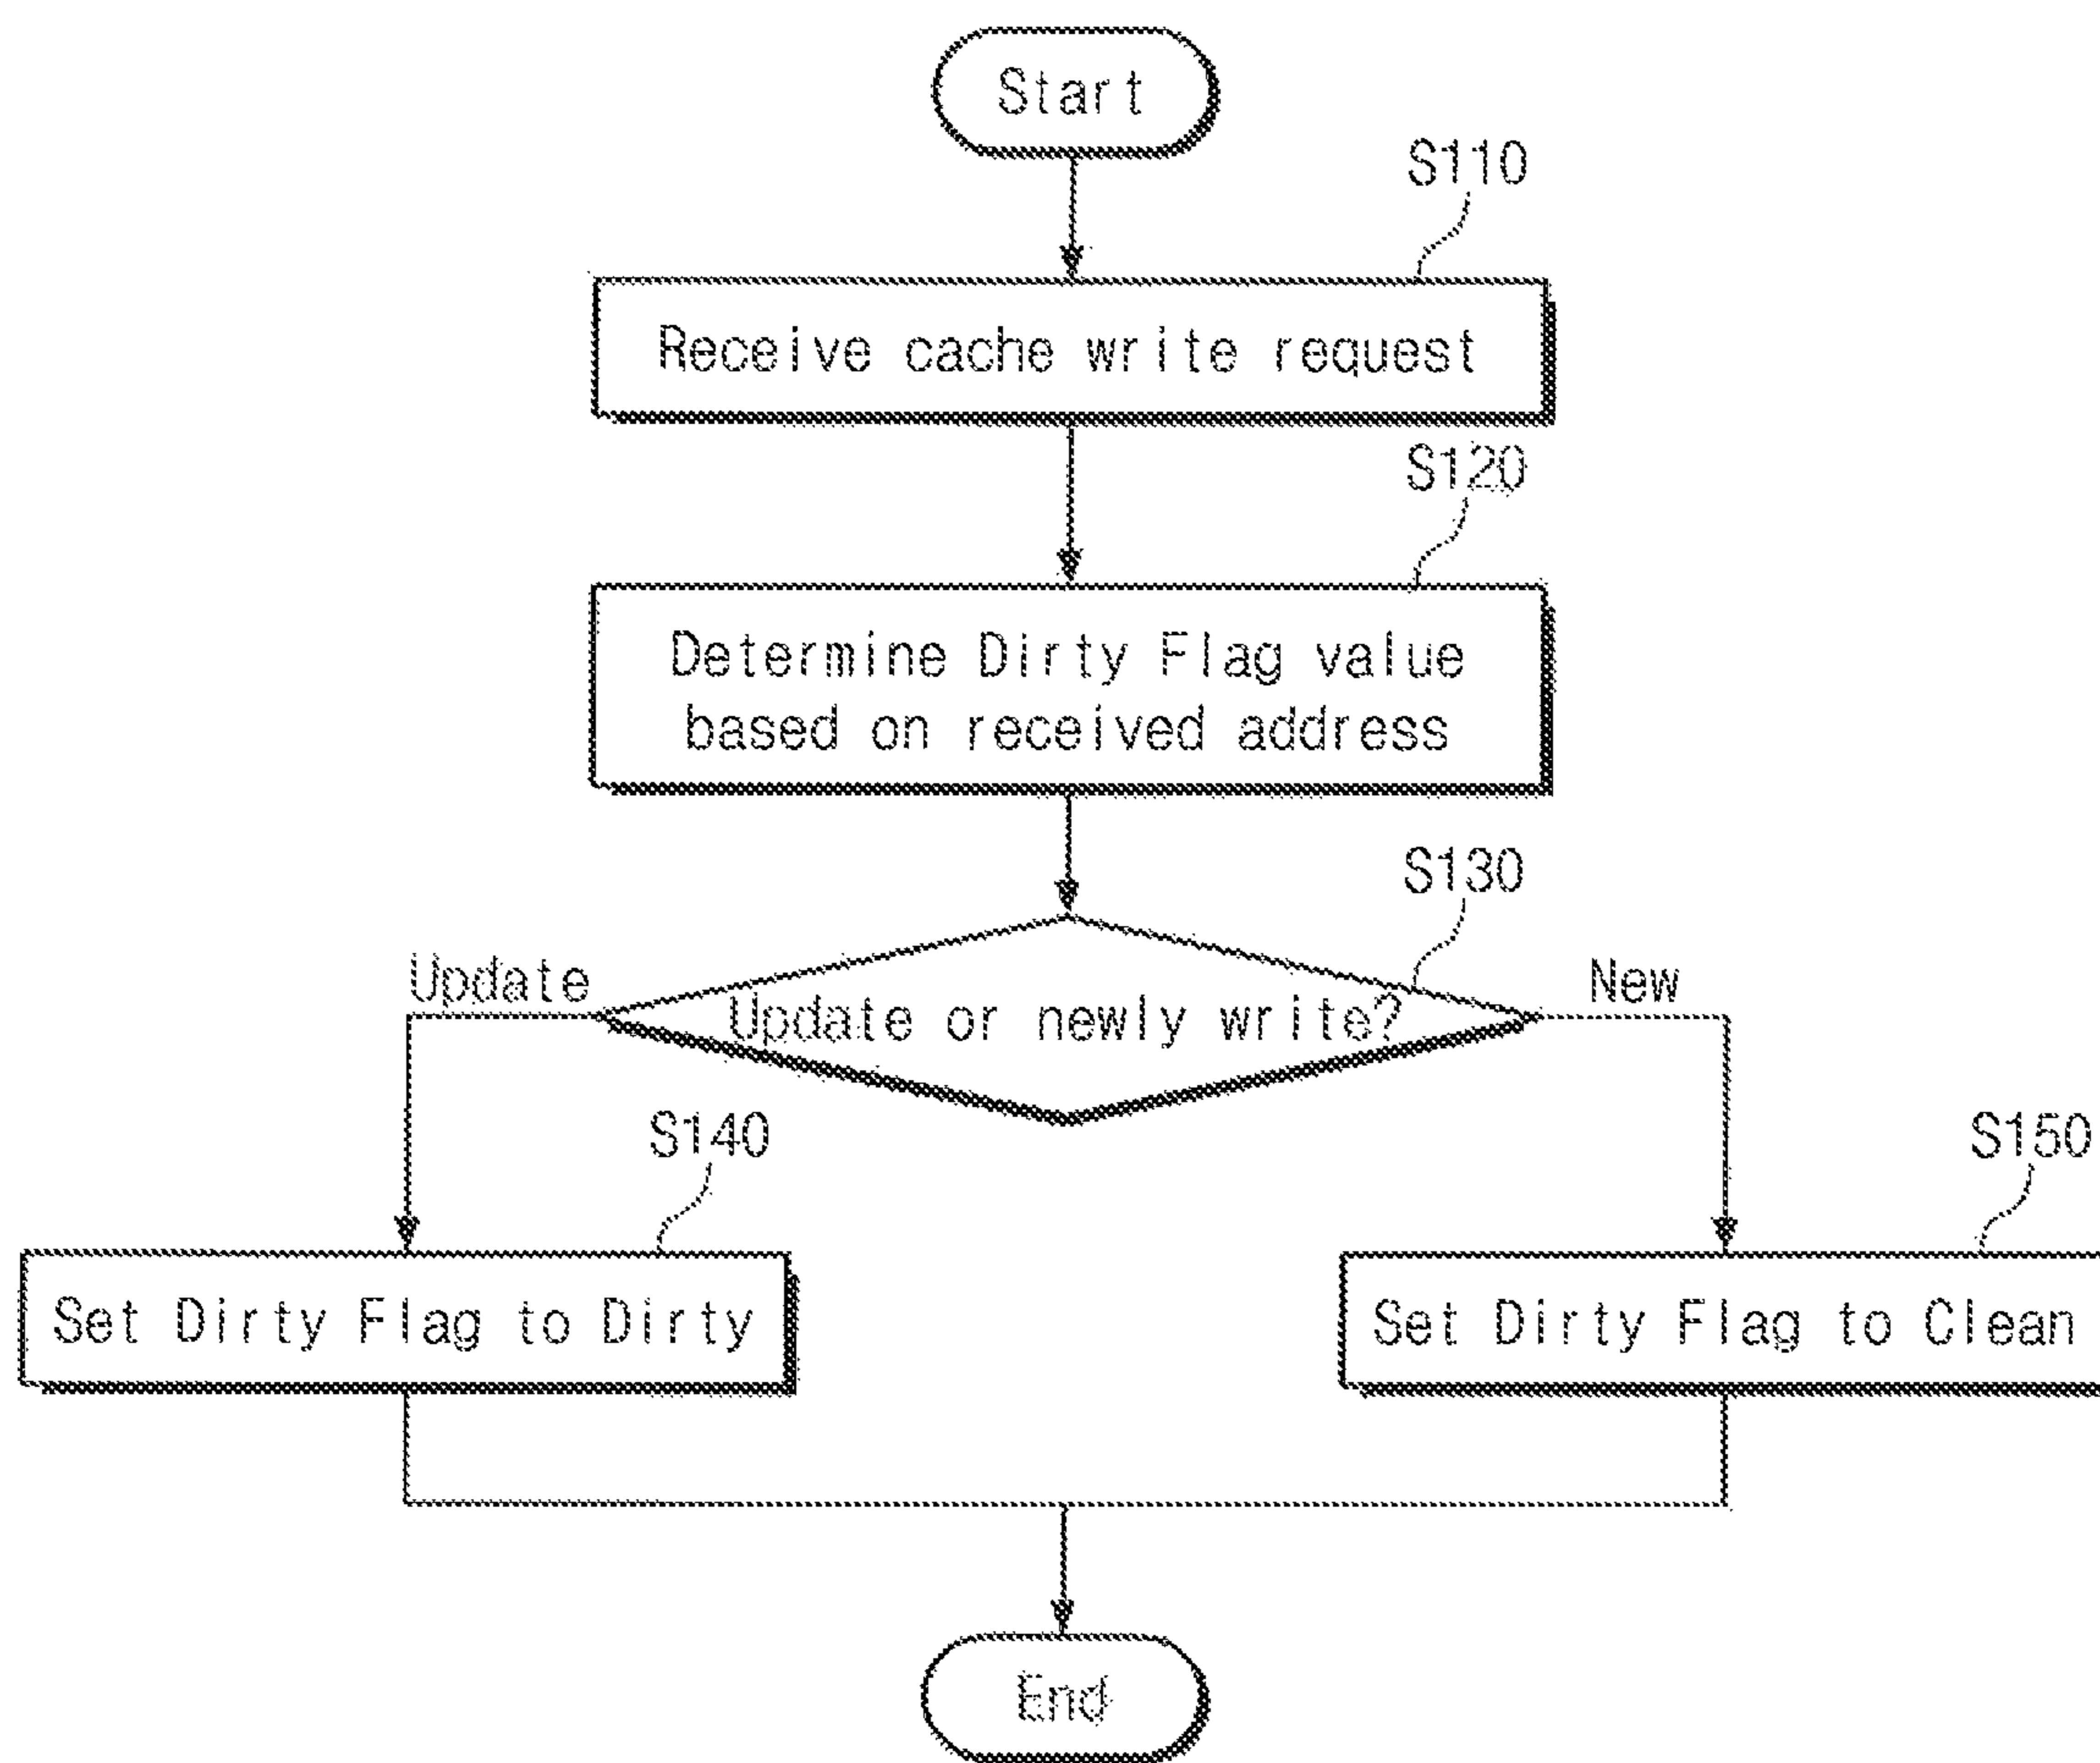 Start
S110
Receive cache write request
S120
Determine Dirty Flag value
based on received address
S130
Update
New
Update or newly write?
S140
S150
Set Dirty Flag to Dirty
Set Dirty Flag to Clean
End